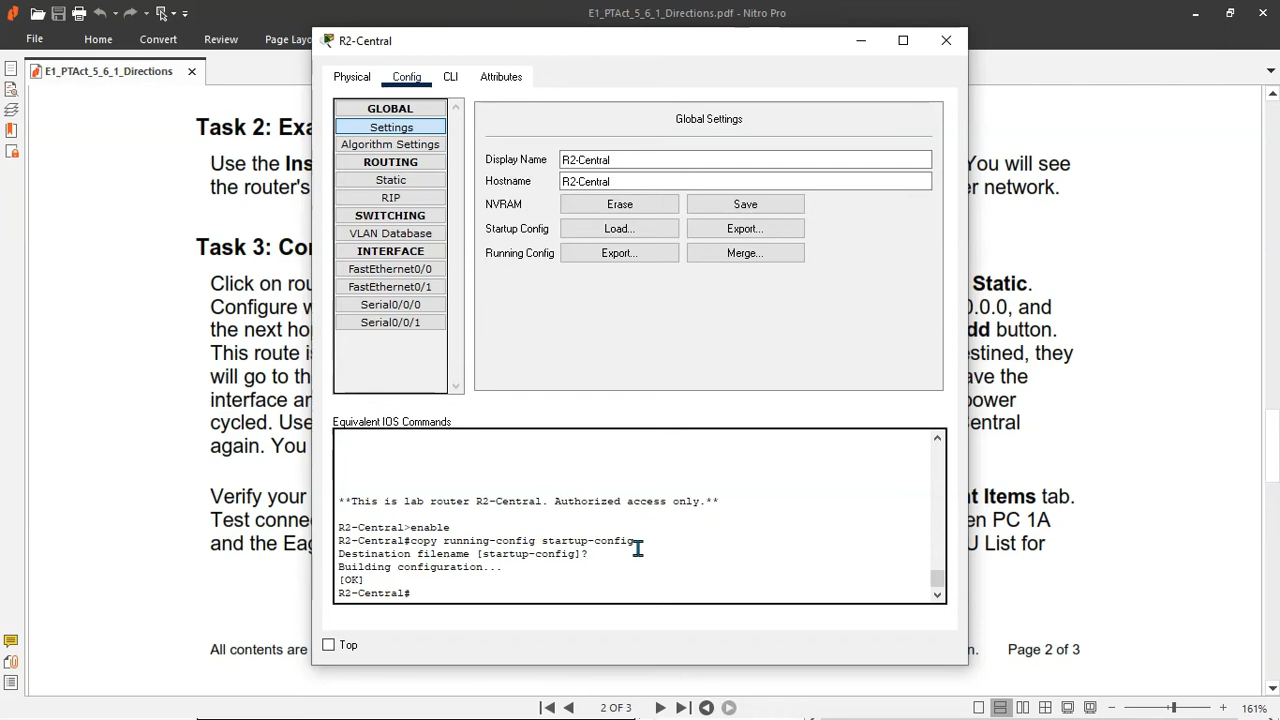 E1_PTAct_5_6_1_Directions.pdf - Nitro Pro
File Home Convert Review Page Layo
E1_PTAct_5_6_1_Directions
R2-Central
Physical Config CLI Attributes
GLOBAL
Settings
Algorithm Settings
ROUTING
Static
RIP
SWITCHING
VLAN Database
INTERFACE
FastEthernet0/0
FastEthernet0/1
Serial0/0/0
Serial0/0/1
Global Settings
Display Name R2-Central
Hostname R2-Central
NVRAM Erase Save
Startup Config Load... Export...
Running Config Export... Merge...
Equivalent IOS Commands
**This is lab router R2-Central. Authorized access only.**
R2-Central>enable
R2-Central#copy running-config startup-config
Destination filename [startup-config]?
Building configuration...
[OK]
R2-Central#
Top
Task 2: Exa
Use the Ins You will see
the router's er network.
Task 3: Co
Click on rou Static.
Configure w 0.0.0, and
the next ho dd button.
This route is estined, they
will go to th ave the
interface an power
cycled. Use entral
again. You
Verify your nt Items tab.
Test conne en PC 1A
and the Eag U List for
All contents are m. Page 2 of 3
2 OF 3
161%